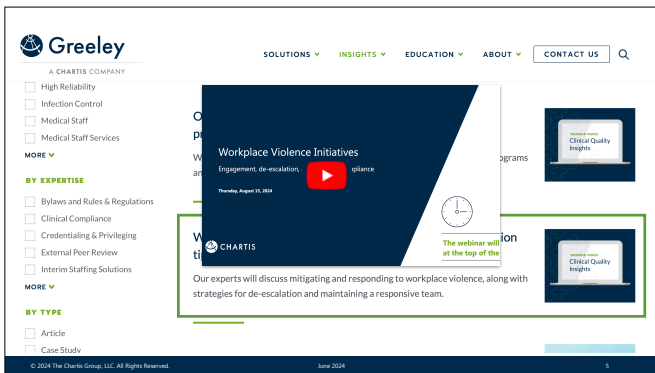 Greeley
A CHARTIS COMPANY
SOLUTIONS
INSIGHTS
EDUCATION
ABOUT
CONTACT US
High Reliability
Infection Control
Medical Staff
Medical Staff Services
MORE
BY EXPERTISE
Bylaws and Rules & Regulations
Clinical Compliance
Credentialing & Privileging
External Peer Review
Interim Staffing Solutions
MORE
BY TYPE
Article
Case Study
Workplace Violence Initiatives
Engagement, de-escalation,
Thursday, August 15, 2024
CHARTIS
The webinar will
at the top of the
Our experts will discuss mitigating and responding to workplace violence, along with
strategies for de-escalation and maintaining a responsive team.
WEBINAR SERIES
Clinical Quality
Insights
WEBINAR SERIES
Clinical Quality
Insights
© 2024 The Chartis Group, LLC. All Rights Reserved.
June 2024
5